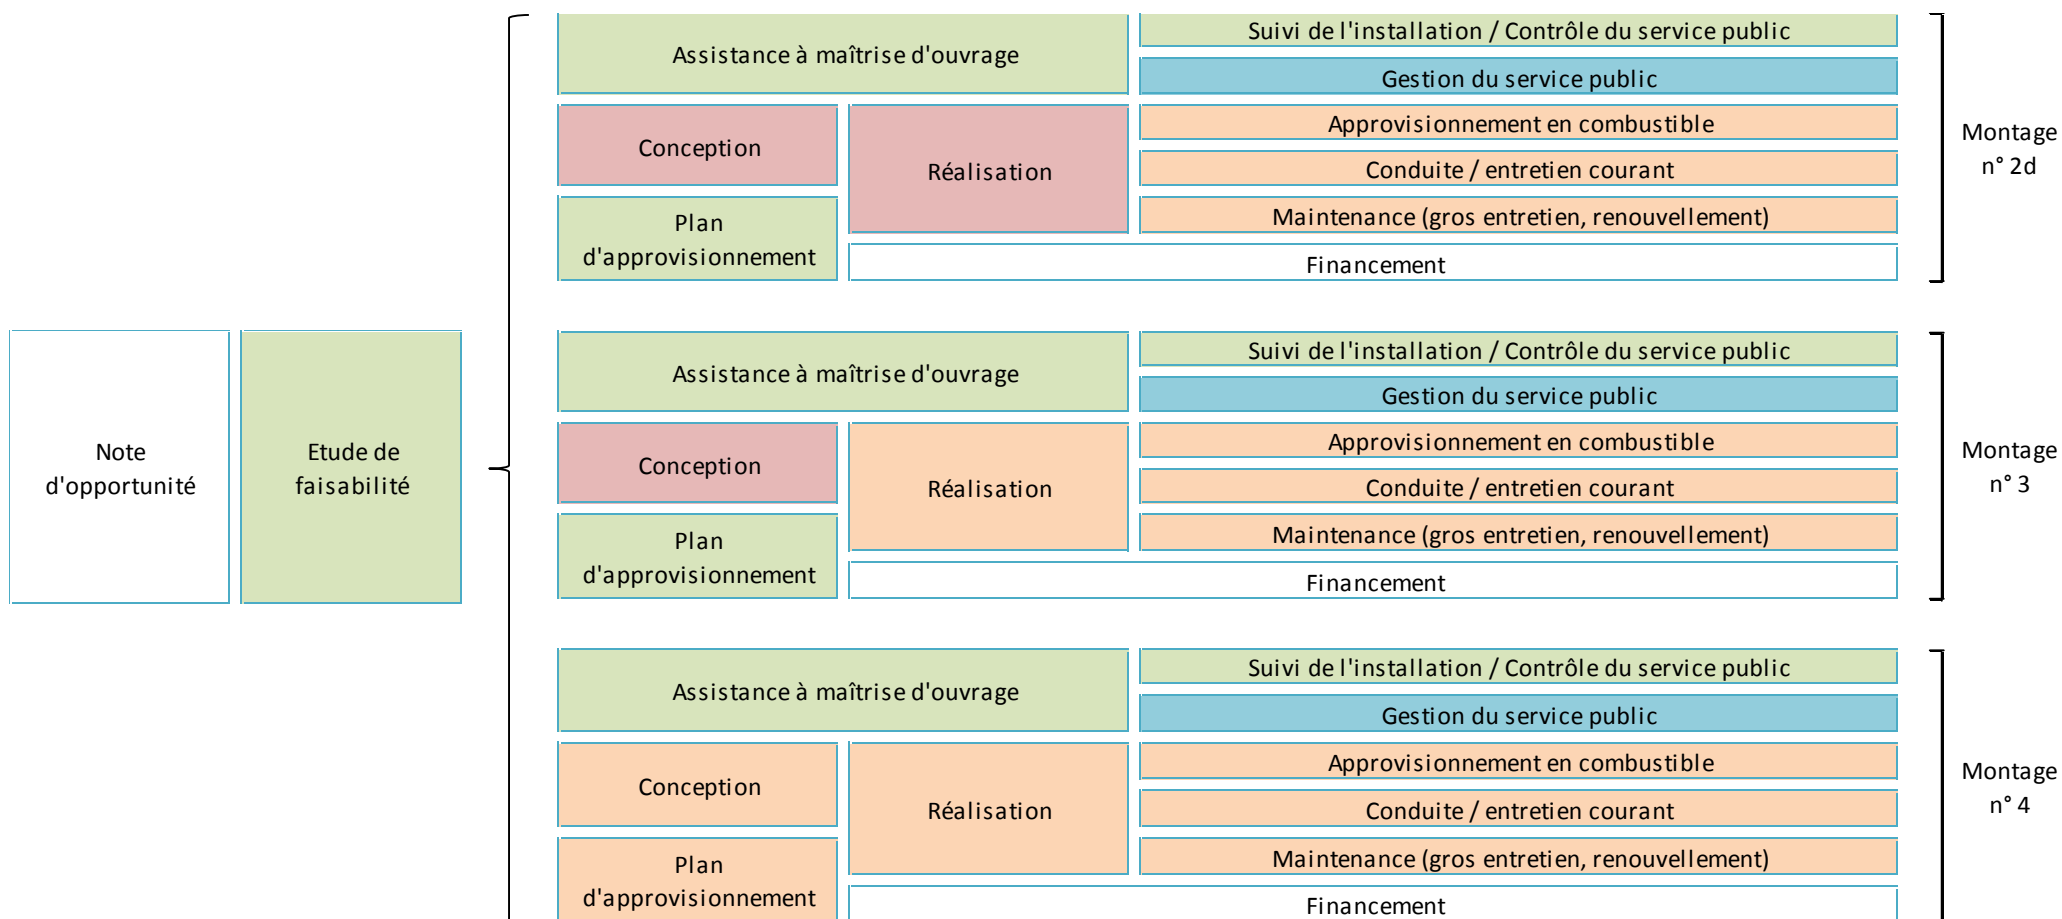 Note
d'opportunité
Etude de
faisabilité
Assistance à maîtrise d'ouvrage
Suivi de l'installation / Contrôle du service public
Gestion du service public
Conception
Réalisation
Plan
d'approvisionnement
Approvisionnement en combustible
Conduite / entretien courant
Maintenance (gros entretien, renouvellement)
Financement
Montage
n° 2d
Assistance à maîtrise d'ouvrage
Suivi de l'installation / Contrôle du service public
Gestion du service public
Conception
Réalisation
Plan
d'approvisionnement
Approvisionnement en combustible
Conduite / entretien courant
Maintenance (gros entretien, renouvellement)
Financement
Montage
n° 3
Assistance à maîtrise d'ouvrage
Suivi de l'installation / Contrôle du service public
Gestion du service public
Conception
Réalisation
Plan
d'approvisionnement
Approvisionnement en combustible
Conduite / entretien courant
Maintenance (gros entretien, renouvellement)
Financement
Montage
n° 4